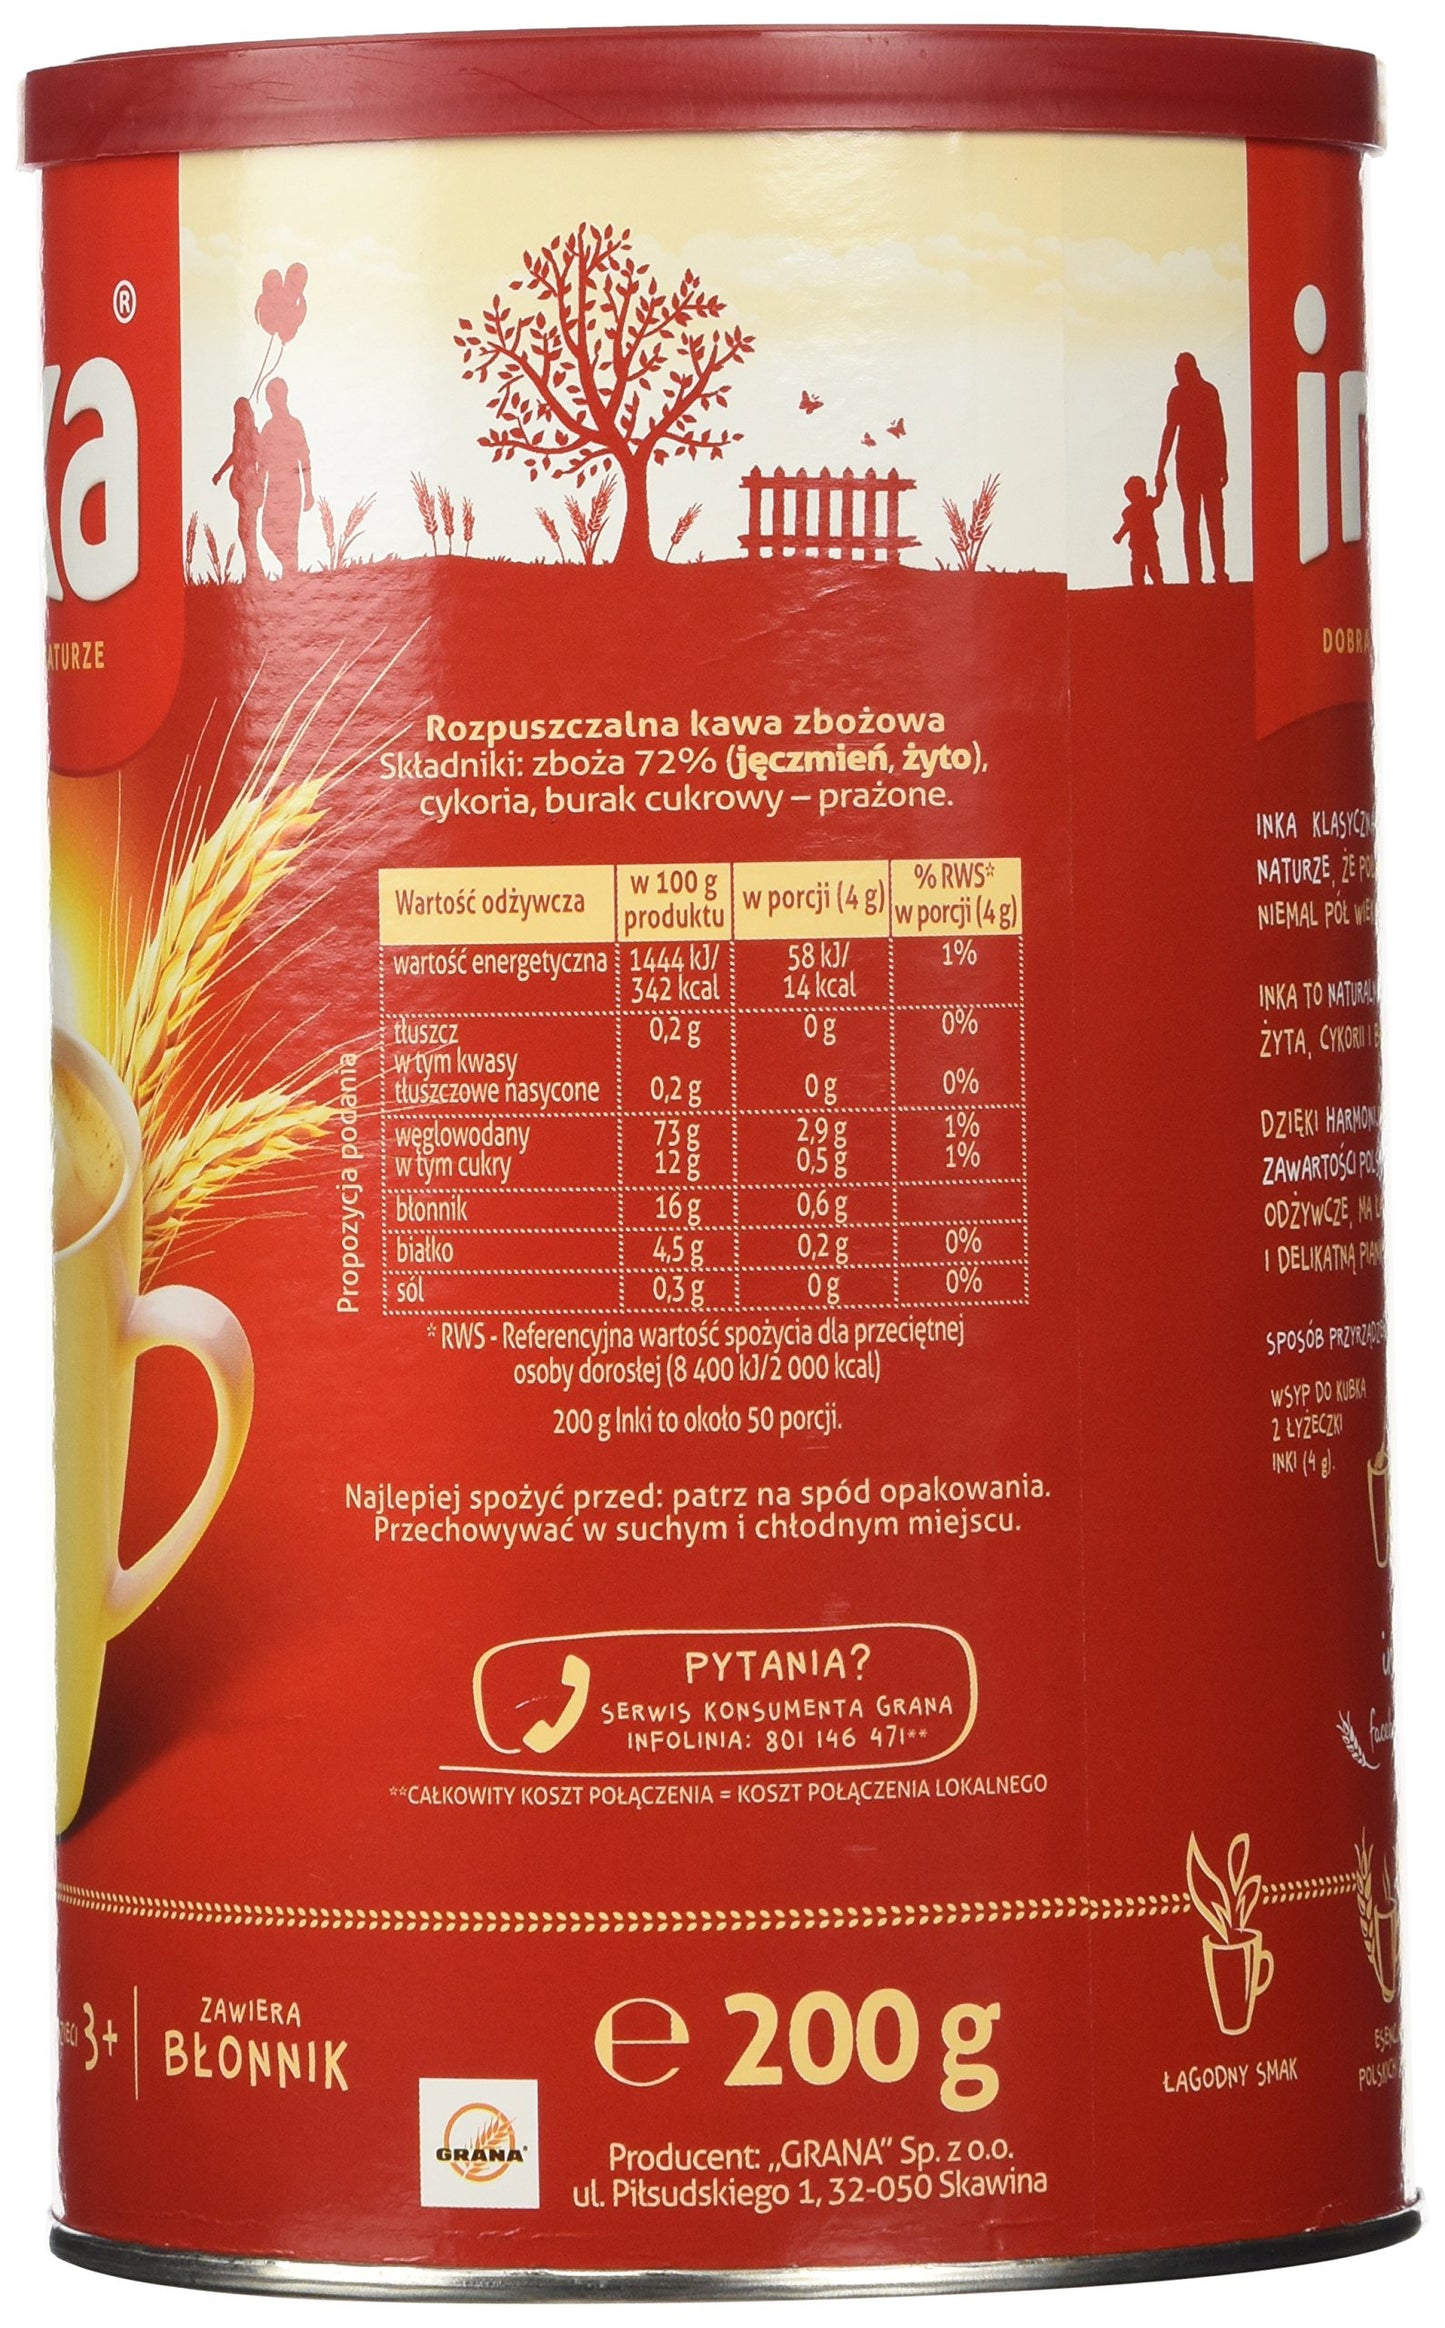 ka®
Rozpuszczalna kawa zbożowa
Składniki: zboża 72% (jęczmień, żyto),
cykoria, burak cukrowy – prażone.
Wartość odżywcza | w 100 g produktu | w porcji (4 g) | % RWS* w porcji (4 g)
wartość energetyczna | 1444 kJ/ 342 kcal | 58 kJ/ 14 kcal | 1%
tłuszcz | 0,2 g | 0 g | 0%
w tym kwasy
tłuszczowe nasycone | 0,2 g | 0 g | 0%
węglowodany | 73 g | 2,9 g | 1%
w tym cukry | 12 g | 0,5 g | 1%
błonnik | 16 g | 0,6 g
białko | 4,5 g | 0,2 g | 0%
sól | 0,3 g | 0 g | 0%
Propozycja podania
* RWS - Referencyjna wartość spożycia dla przeciętnej
osoby dorosłej (8 400 kJ/2 000 kcal)
200 g Inki to około 50 porcji.
Najlepiej spożyć przed: patrz na spód opakowania.
Przechowywać w suchym i chłodnym miejscu.
PYTANIA?
SERWIS KONSUMENTA GRANA
INFOLINIA: 801 146 471**
**CAŁKOWITY KOSZT POŁĄCZENIA = KOSZT POŁĄCZENIA LOKALNEGO
3+
ZAWIERA
BŁONNIK
e 200 g
GRANA
Producent: „GRANA” Sp. z o.o.
ul. Piłsudskiego 1, 32-050 Skawina
in
INKA
NATURZE, ŻE
NIEMAL PÓŁ
INKA TO
ŻYTA, CYKORII I
DZIĘKI
ZAWARTOŚCI
ODŻYWCZE, MA
I DELIKATNĄ
SPOSÓB
WSYP DO KUBKA
2 ŁYŻECZKI
INKI (4 g).
ŁAGODNY SMAK